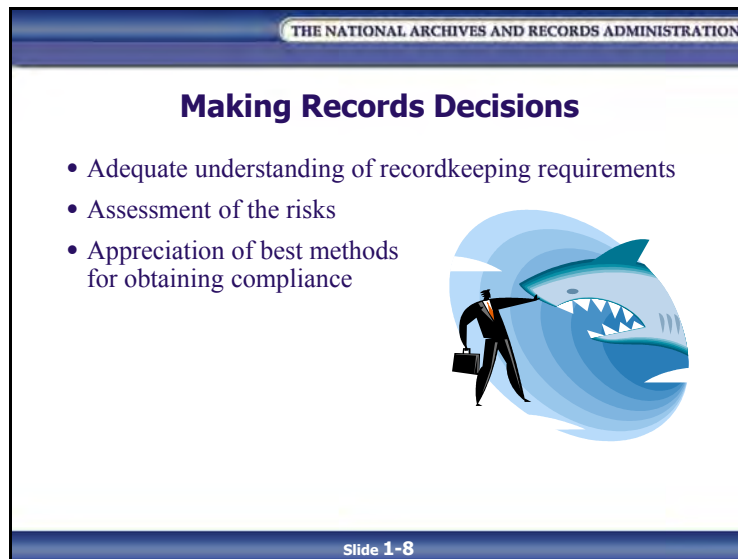 THE NATIONAL ARCHIVES AND RECORDS ADMINISTRATION
Making Records Decisions
• Adequate understanding of recordkeeping requirements
• Assessment of the risks
• Appreciation of best methods
for obtaining compliance
Slide 1-8